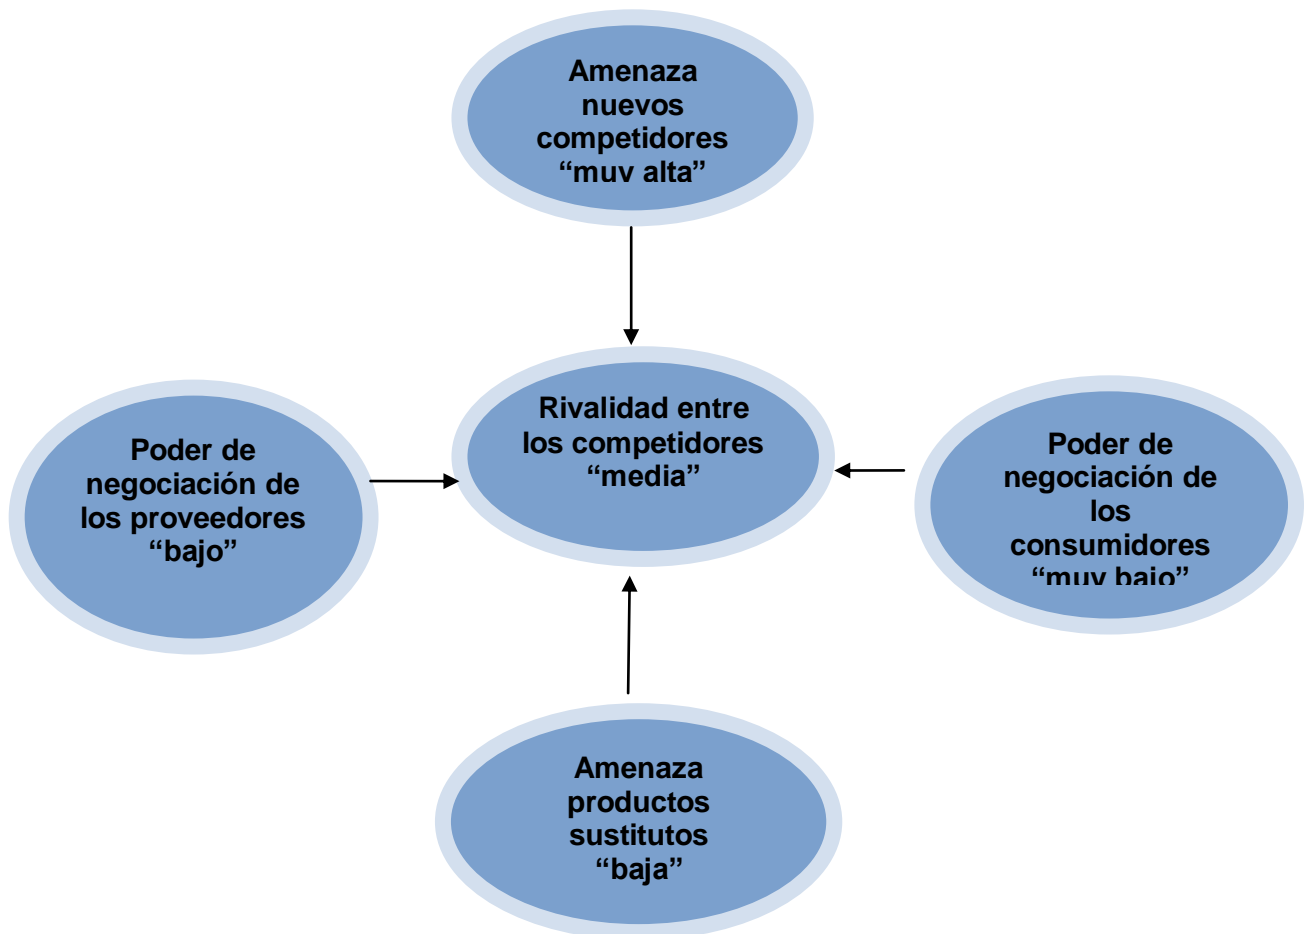 Amenaza
nuevos
competidores
“muy alta”
Rivalidad entre
los competidores
“media”
Poder de
negociación de
los proveedores
“bajo”
Poder de
negociación de
los
consumidores
“muy bajo”
Amenaza
productos
sustitutos
“baja”